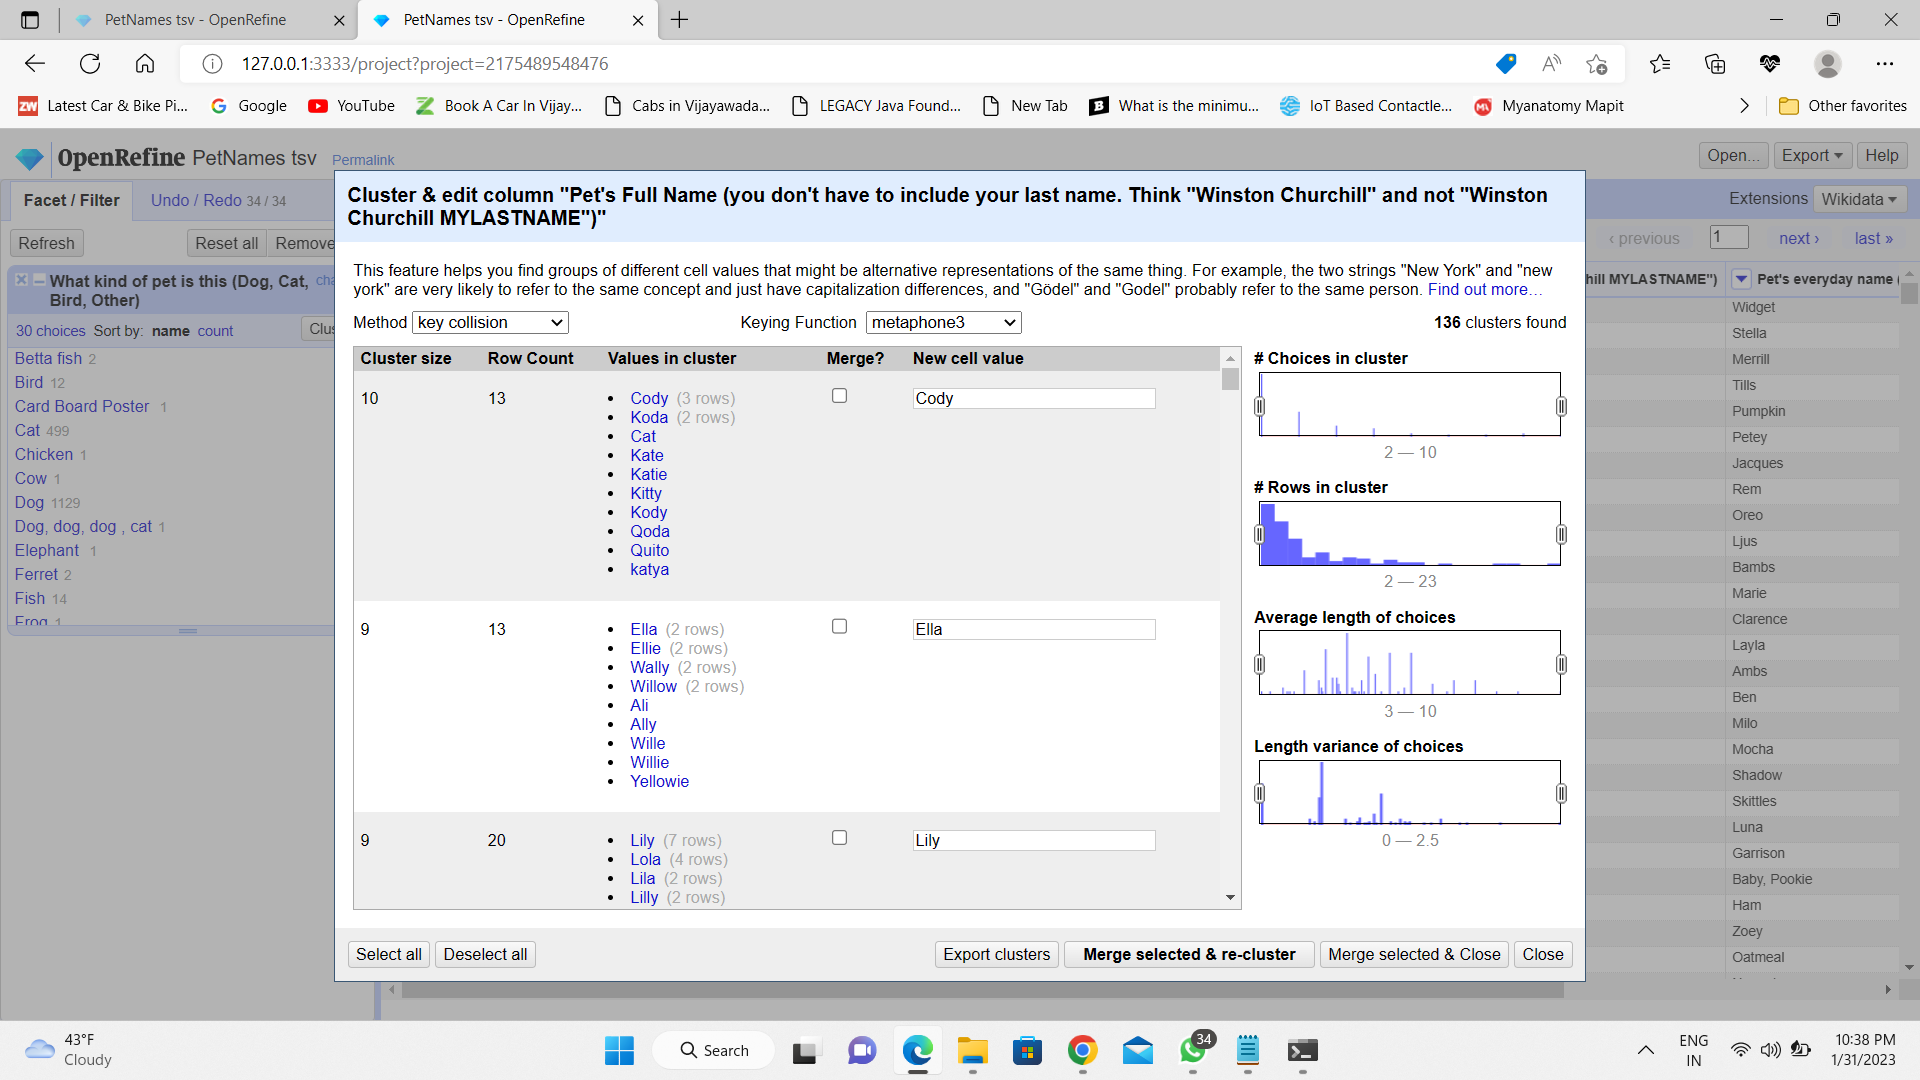 PetNames tsv - OpenRefine
PetNames tsv - OpenRefine
127.0.0.1:3333/project?project=2175489548476
Latest Car & Bike Pi...
Google
YouTube
Book A Car In Vijay...
Cabs in Vijayawada...
LEGACY Java Found...
New Tab
What is the minimu...
IoT Based Contactle...
Myanatomy Mapit
Other favorites
OpenRefine PetNames tsv Permalink
Open... Export Help
Facet / Filter Undo / Redo 34 / 34
Extensions Wikidata
Refresh Reset all Remove
‹ previous 1 next › last »
What kind of pet is this (Dog, Cat, Bird, Other) cha
30 choices Sort by: name count Clus
Betta fish 2
Bird 12
Card Board Poster 1
Cat 499
Chicken 1
Cow 1
Dog 1129
Dog, dog, dog , cat 1
Elephant 1
Ferret 2
Fish 14
Frog 1
Cluster & edit column "Pet's Full Name (you don't have to include your last name. Think "Winston Churchill" and not "Winston
Churchill MYLASTNAME")"
This feature helps you find groups of different cell values that might be alternative representations of the same thing. For example, the two strings "New York" and "new
york" are very likely to refer to the same concept and just have capitalization differences, and "Gödel" and "Godel" probably refer to the same person. Find out more...
Method key collision Keying Function metaphone3 136 clusters found
Cluster size Row Count Values in cluster Merge? New cell value
10 13 Cody (3 rows) Cody
Koda (2 rows)
Cat
Kate
Katie
Kitty
Kody
Qoda
Quito
katya
9 13 Ella (2 rows) Ella
Ellie (2 rows)
Wally (2 rows)
Willow (2 rows)
Ali
Ally
Wille
Willie
Yellowie
9 20 Lily (7 rows) Lily
Lola (4 rows)
Lila (2 rows)
Lilly (2 rows)
# Choices in cluster
2 — 10
# Rows in cluster
2 — 23
Average length of choices
3 — 10
Length variance of choices
0 — 2.5
Select all Deselect all Export clusters Merge selected & re-cluster Merge selected & Close Close
hill MYLASTNAME") Pet's everyday name
Widget
Stella
Merrill
Tills
Pumpkin
Petey
Jacques
Rem
Oreo
Ljus
Bambs
Marie
Clarence
Layla
Ambs
Ben
Milo
Mocha
Shadow
Skittles
Luna
Garrison
Baby, Pookie
Ham
Zoey
Oatmeal
43°F
Cloudy
Search
34
ENG
IN
10:38 PM
1/31/2023